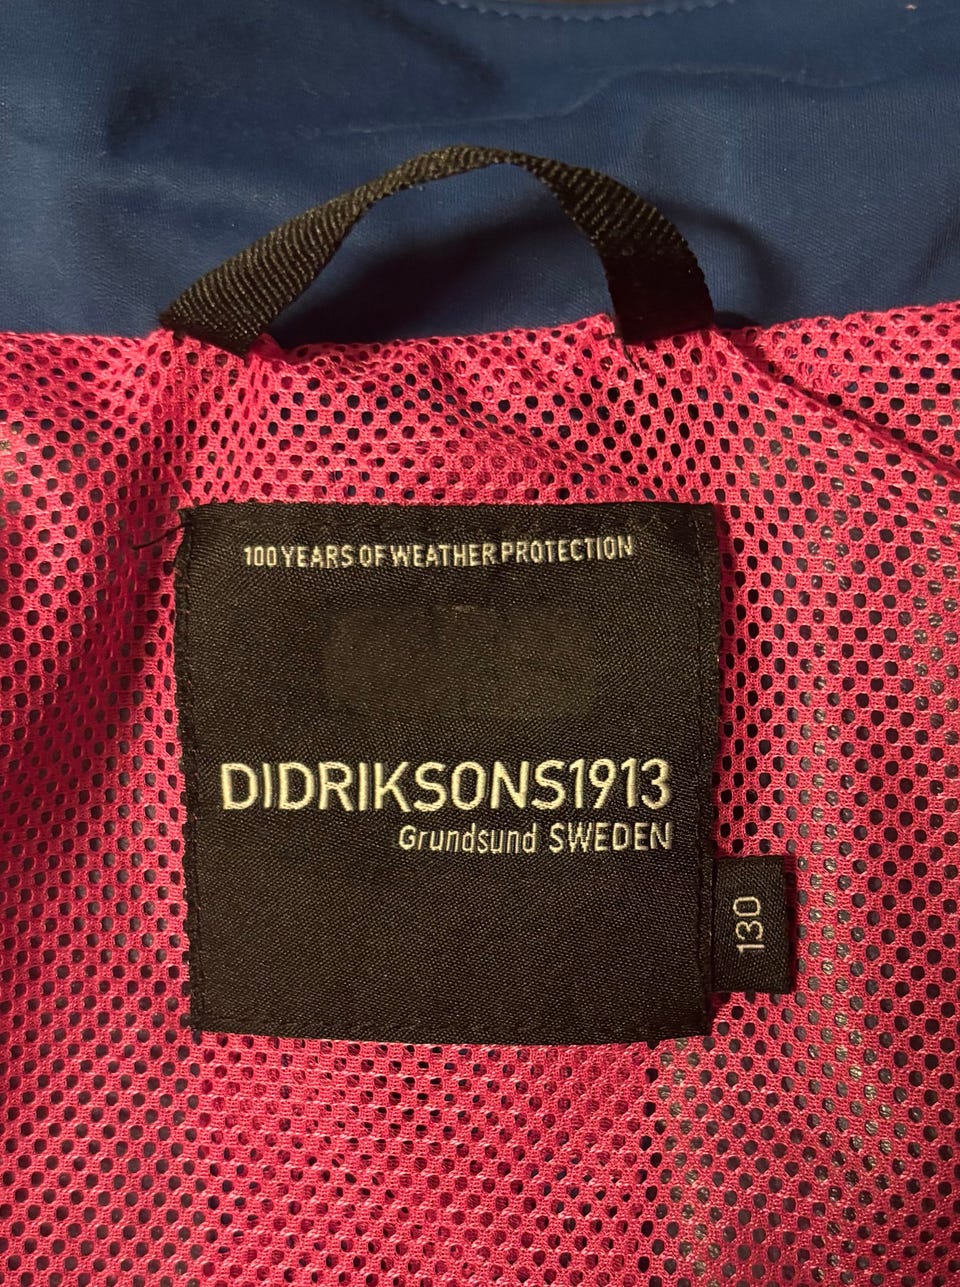 100 YEARS OF WEATHER PROTECTION
DIDRIKSONS1913
Grundsund SWEDEN
130